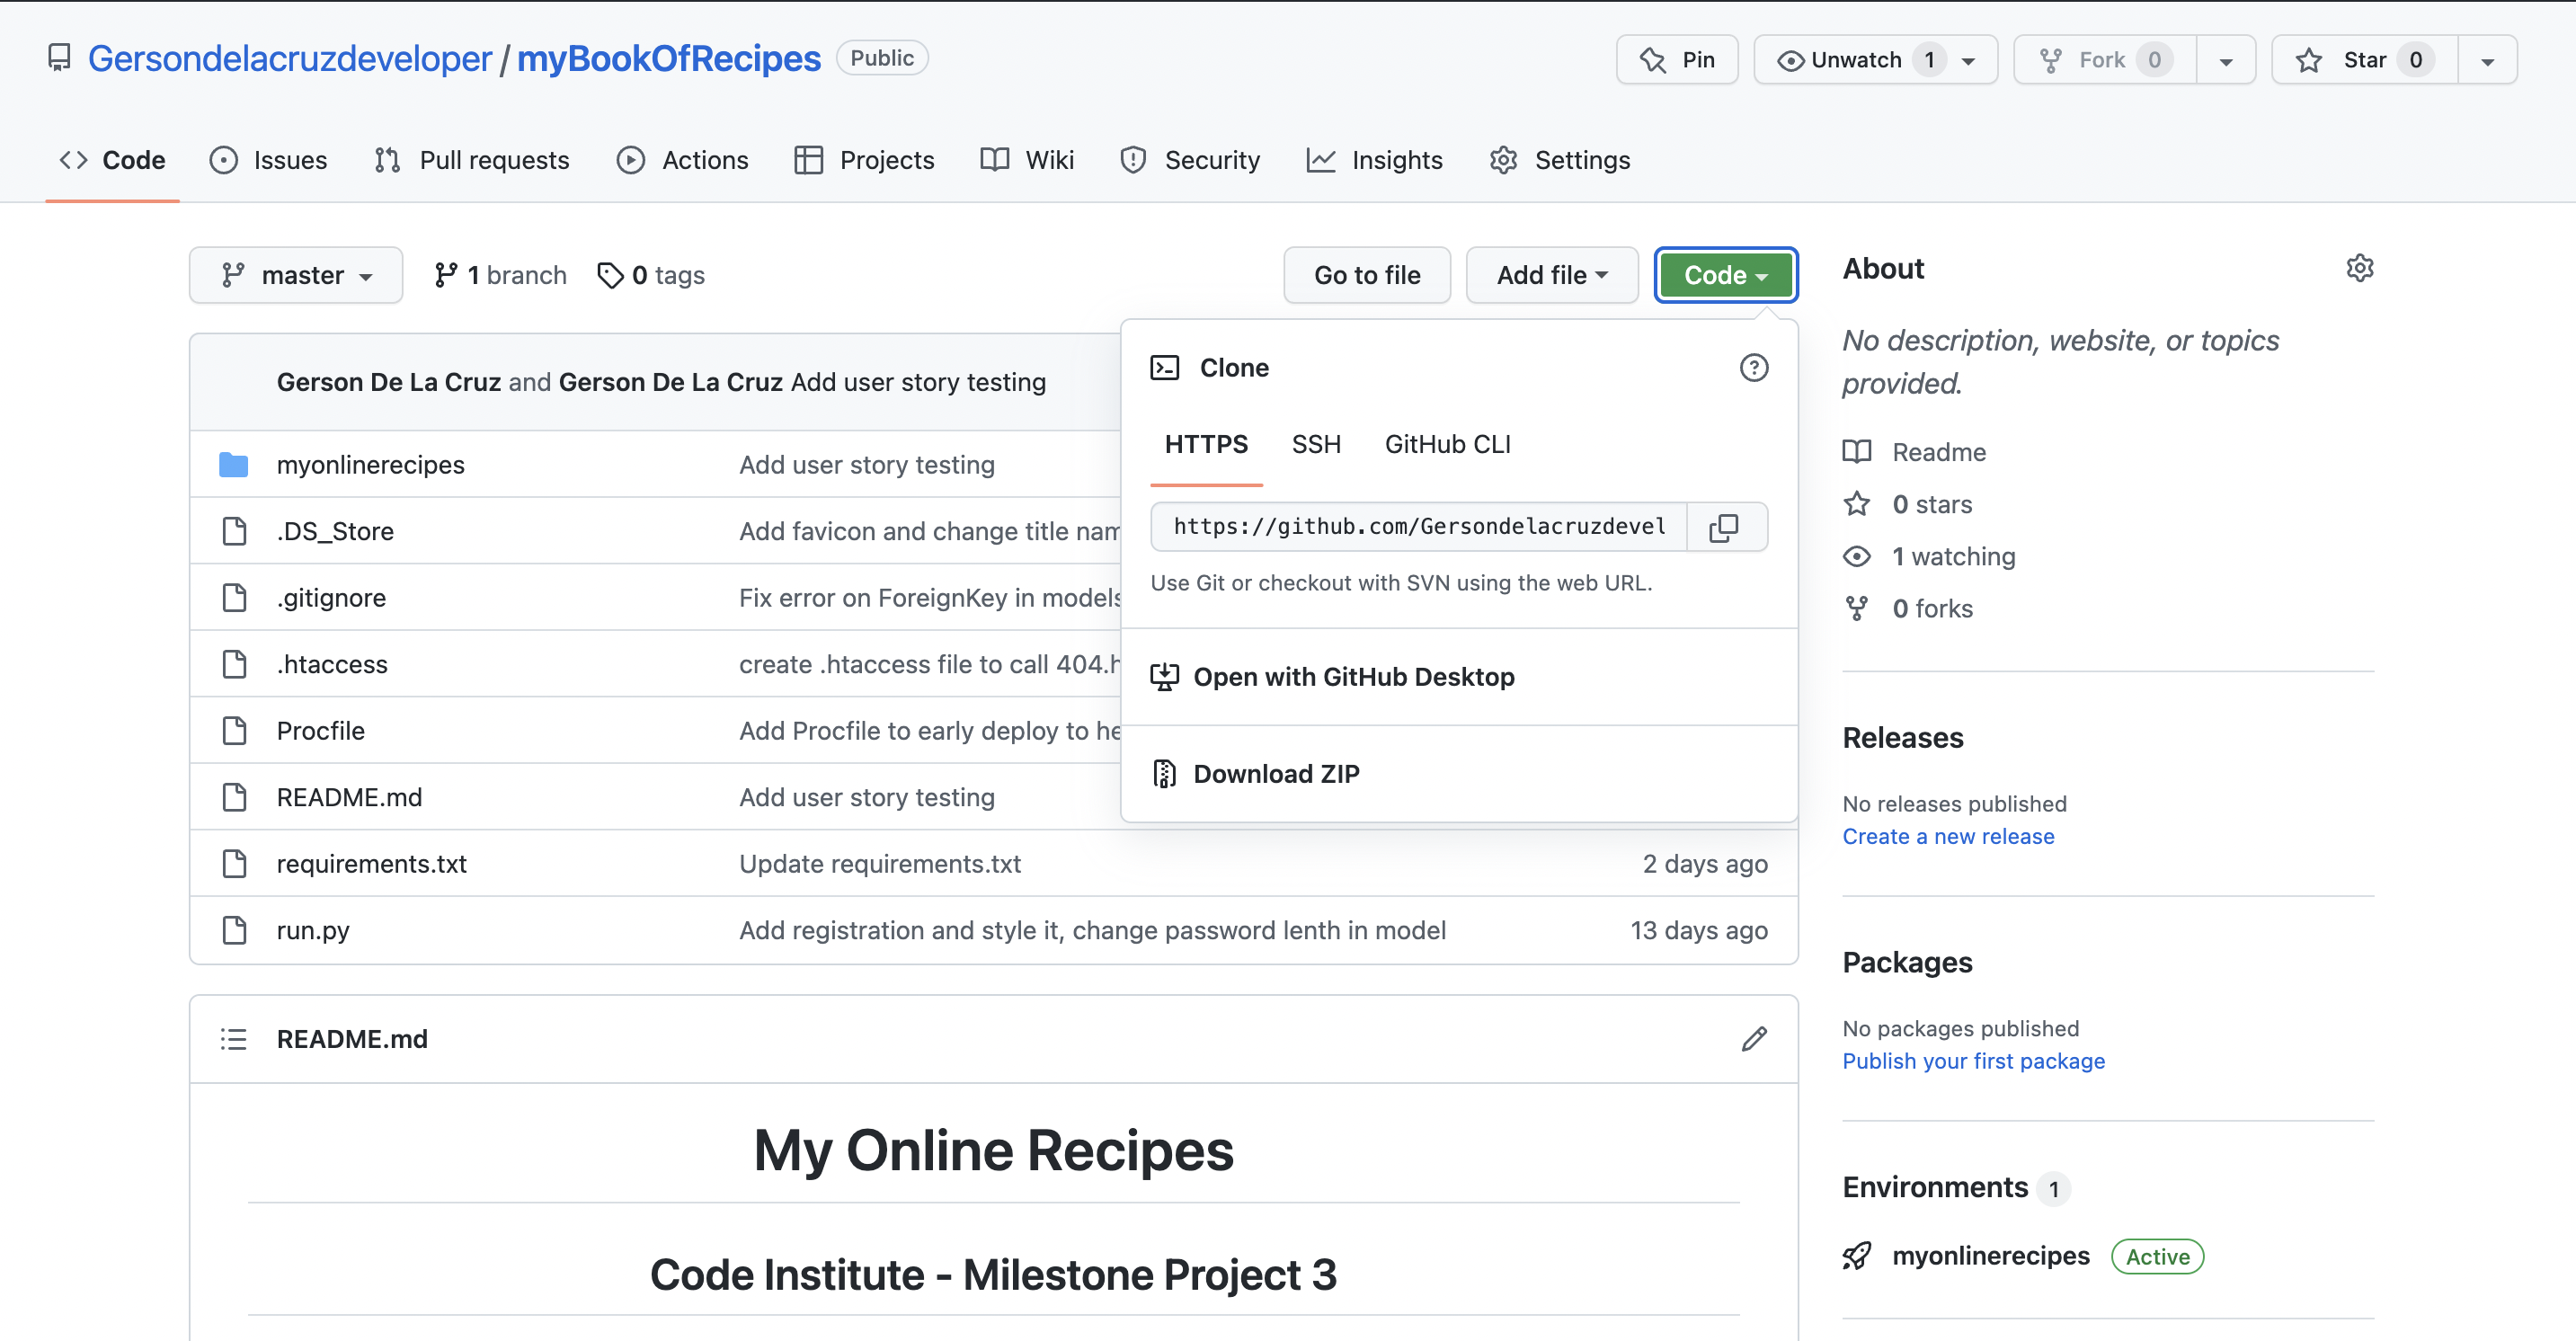 Gersondelacruzdeveloper / myBookOfRecipes Public
Pin Unwatch 1 Fork 0 Star 0
Code Issues Pull requests Actions Projects Wiki Security Insights Settings
master 1 branch 0 tags Go to file Add file Code
Gerson De La Cruz and Gerson De La Cruz Add user story testing
myonlinerecipes Add user story testing
.DS_Store Add favicon and change title
.gitignore Fix error on ForeignKey in models
.htaccess create .htaccess file to call
Procfile Add Procfile to early deploy to
README.md Add user story testing
requirements.txt Update requirements.txt 2 days ago
run.py Add registration and style it, change password lenth in model 13 days ago
Clone
HTTPS SSH GitHub CLI
https://github.com/Gersondelacruzdevel
Use Git or checkout with SVN using the web URL.
Open with GitHub Desktop
Download ZIP
README.md
My Online Recipes
Code Institute - Milestone Project 3
About
No description, website, or topics
provided.
Readme
0 stars
1 watching
0 forks
Releases
No releases published
Create a new release
Packages
No packages published
Publish your first package
Environments 1
myonlinerecipes Active